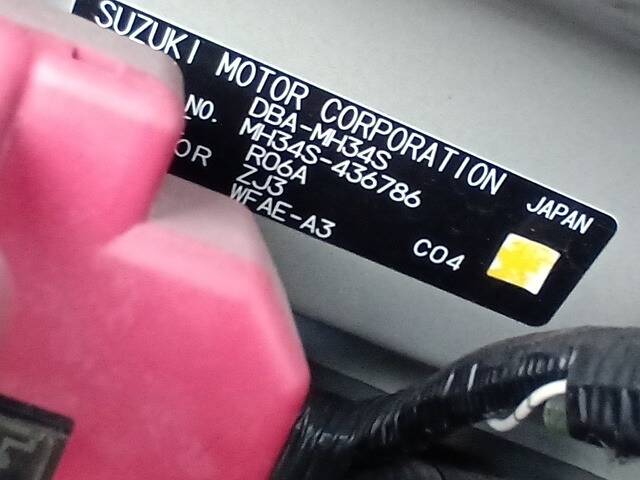 SUZUKI MOTOR CORPORATION JAPAN
DBA-MH34S
NO. MH34S-436786
R06A
OR ZJ3
WFAE-A3 C04